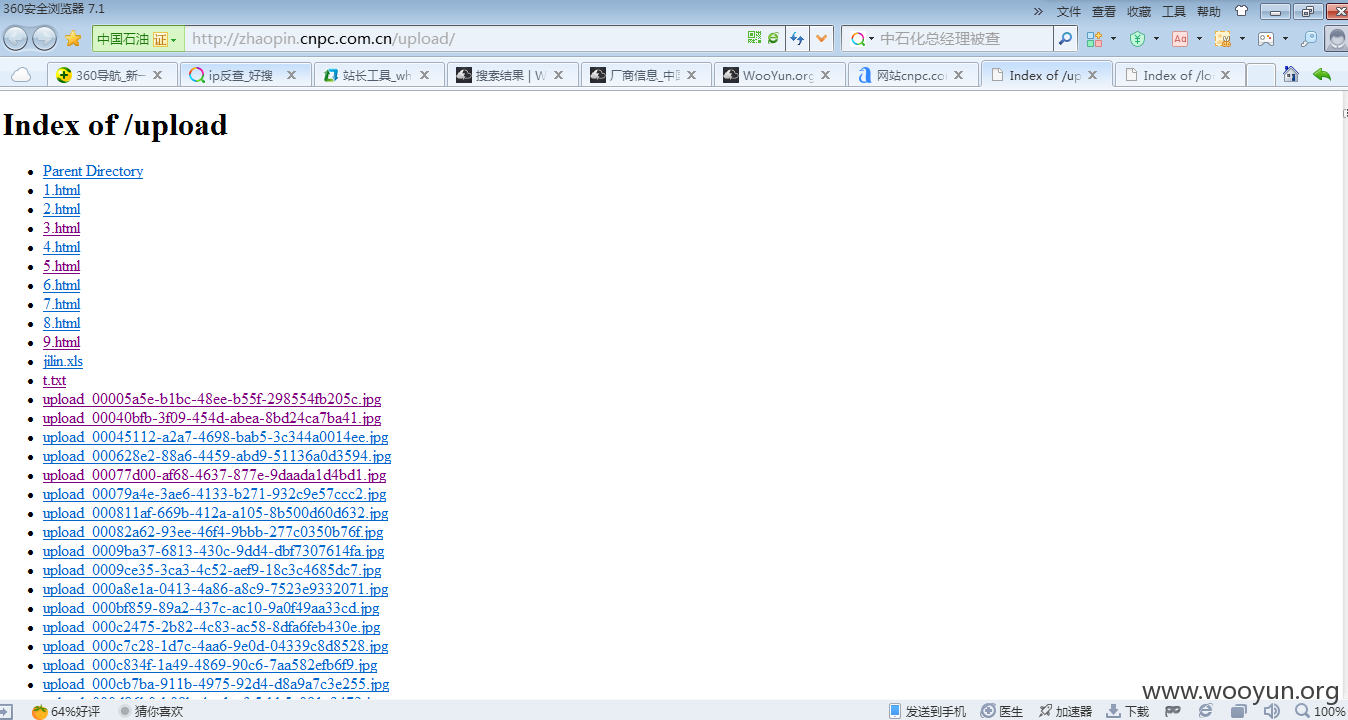 360安全浏览器 7.1
» 文件 查看 收藏 工具 帮助
中国石油 证 http://zhaopin.cnpc.com.cn/upload/ 中石化总经理被查
360导航_新一 ip反查_好搜 站长工具_wh 搜索结果 | W 厂商信息_中国 WooYun.org 网站cnpc.co Index of /up Index of /lo
Index of /upload
Parent Directory
1.html
2.html
3.html
4.html
5.html
6.html
7.html
8.html
9.html
jilin.xls
t.txt
upload_00005a5e-b1bc-48ee-b55f-298554fb205c.jpg
upload_00040bfb-3f09-454d-abea-8bd24ca7ba41.jpg
upload_00045112-a2a7-4698-bab5-3c344a0014ee.jpg
upload_000628e2-88a6-4459-abd9-51136a0d3594.jpg
upload_00077d00-af68-4637-877e-9daada1d4bd1.jpg
upload_00079a4e-3ae6-4133-b271-932c9e57ccc2.jpg
upload_000811af-669b-412a-a105-8b500d60d632.jpg
upload_00082a62-93ee-46f4-9bbb-277c0350b76f.jpg
upload_0009ba37-6813-430c-9dd4-dbf7307614fa.jpg
upload_0009ce35-3ca3-4c52-aef9-18c3c4685dc7.jpg
upload_000a8e1a-0413-4a86-a8c9-7523e9332071.jpg
upload_000bf859-89a2-437c-ac10-9a0f49aa33cd.jpg
upload_000c2475-2b82-4c83-ac58-8dfa6feb430e.jpg
upload_000c7c28-1d7c-4aa6-9e0d-04339c8d8528.jpg
upload_000c834f-1a49-4869-90c6-7aa582efb6f9.jpg
upload_000cb7ba-911b-4975-92d4-d8a9a7c3e255.jpg
www.wooyun.org
64%好评 猜你喜欢 发送到手机 医生 加速器 下载 100%